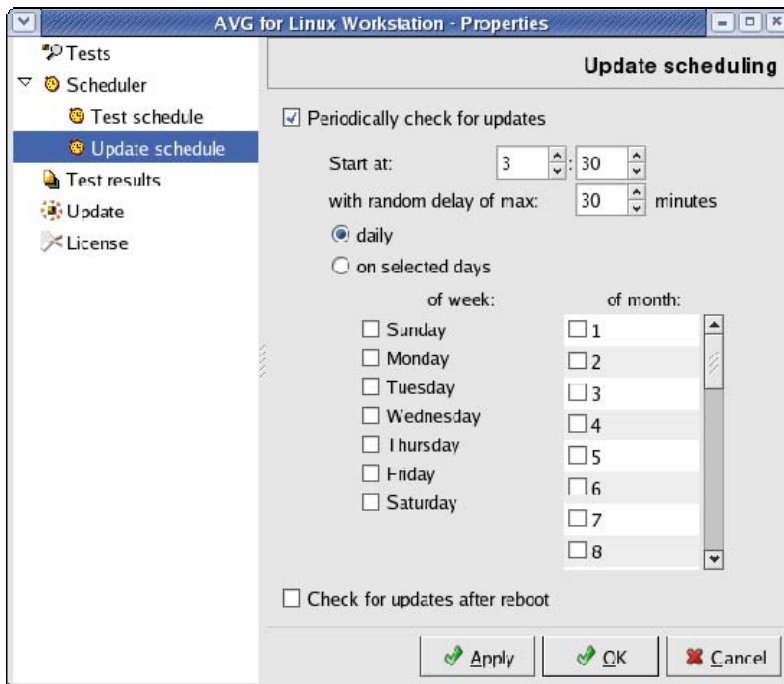 AVG for Linux Workstation - Properties
Tests
Scheduler
Test schedule
Update schedule
Test results
Update
License
Update scheduling
Periodically check for updates
Start at: 3 : 30
with random delay of max: 30 minutes
daily
on selected days
of week: of month:
Sunday 1
Monday 2
Tuesday 3
Wednesday 4
Thursday 5
Friday 6
Saturday 7
8
Check for updates after reboot
Apply OK Cancel